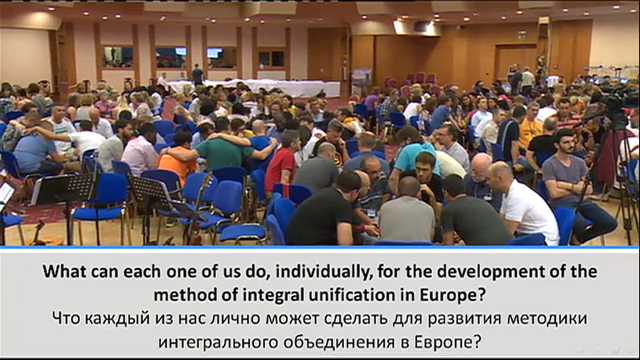 What can each one of us do, individually, for the development of the
method of integral unification in Europe?
Что каждый из нас лично может сделать для развития методики
интегрального объединения в Европе?